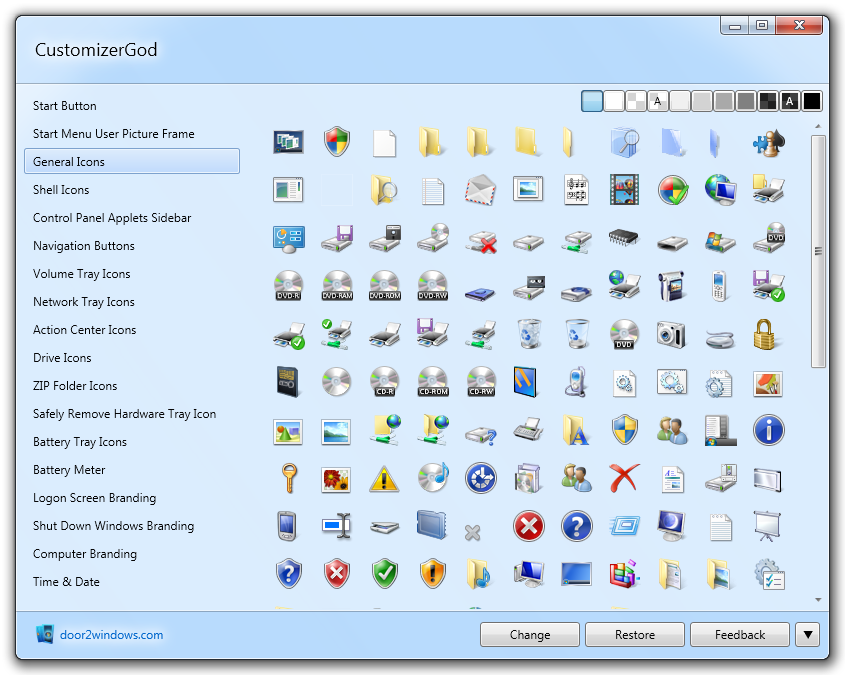 CustomizerGod
Start Button
Start Menu User Picture Frame
General Icons
Shell Icons
Control Panel Applets Sidebar
Navigation Buttons
Volume Tray Icons
Network Tray Icons
Action Center Icons
Drive Icons
ZIP Folder Icons
Safely Remove Hardware Tray Icon
Battery Tray Icons
Battery Meter
Logon Screen Branding
Shut Down Windows Branding
Computer Branding
Time & Date
A
A
DVD
DVD-R
DVD-RAM
DVD-ROM
DVD-RW
DVD
CD-R
CD-ROM
CD-RW
A
door2windows.com
Change
Restore
Feedback